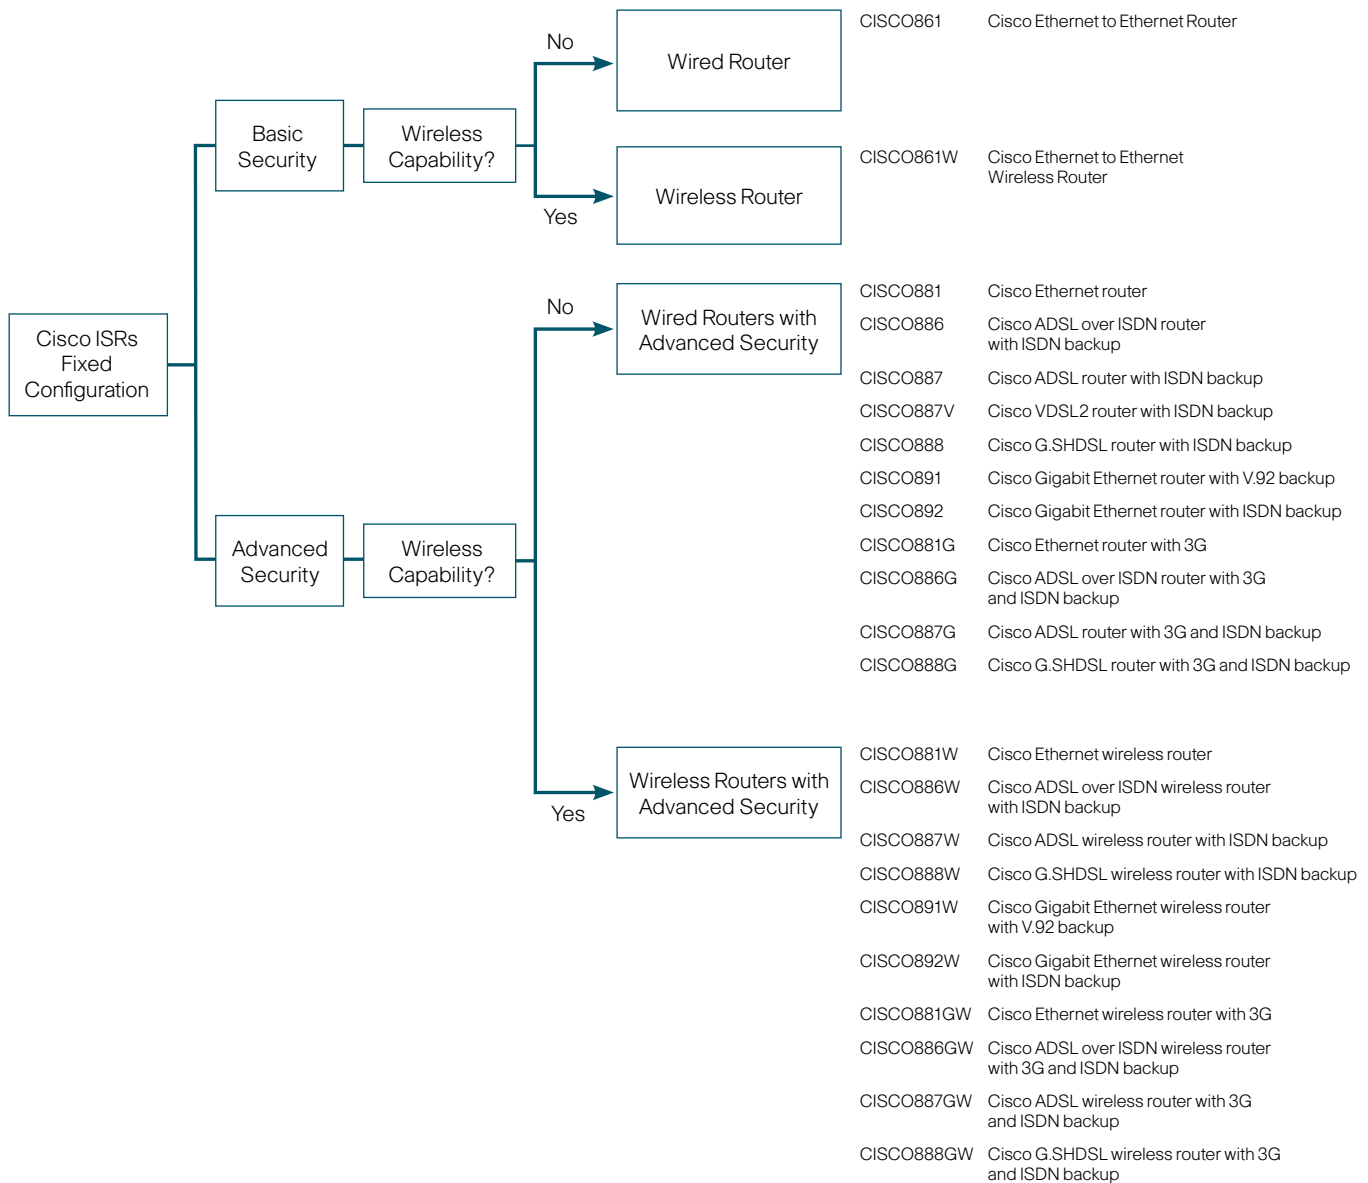 Cisco ISRs
Fixed
Configuration
Basic
Security
Wireless
Capability?
No
Wired Router
CISCO861 Cisco Ethernet to Ethernet Router
Yes
Wireless Router
CISCO861W Cisco Ethernet to Ethernet
Wireless Router
Advanced
Security
Wireless
Capability?
No
Wired Routers with
Advanced Security
CISCO881 Cisco Ethernet router
CISCO886 Cisco ADSL over ISDN router
with ISDN backup
CISCO887 Cisco ADSL router with ISDN backup
CISCO887V Cisco VDSL2 router with ISDN backup
CISCO888 Cisco G.SHDSL router with ISDN backup
CISCO891 Cisco Gigabit Ethernet router with V.92 backup
CISCO892 Cisco Gigabit Ethernet router with ISDN backup
CISCO881G Cisco Ethernet router with 3G
CISCO886G Cisco ADSL over ISDN router with 3G
and ISDN backup
CISCO887G Cisco ADSL router with 3G and ISDN backup
CISCO888G Cisco G.SHDSL router with 3G and ISDN backup
Yes
Wireless Routers with
Advanced Security
CISCO881W Cisco Ethernet wireless router
CISCO886W Cisco ADSL over ISDN wireless router
with ISDN backup
CISCO887W Cisco ADSL wireless router with ISDN backup
CISCO888W Cisco G.SHDSL wireless router with ISDN backup
CISCO891W Cisco Gigabit Ethernet wireless router
with V.92 backup
CISCO892W Cisco Gigabit Ethernet wireless router
with ISDN backup
CISCO881GW Cisco Ethernet wireless router with 3G
CISCO886GW Cisco ADSL over ISDN wireless router
with 3G and ISDN backup
CISCO887GW Cisco ADSL wireless router with 3G
and ISDN backup
CISCO888GW Cisco G.SHDSL wireless router with 3G
and ISDN backup